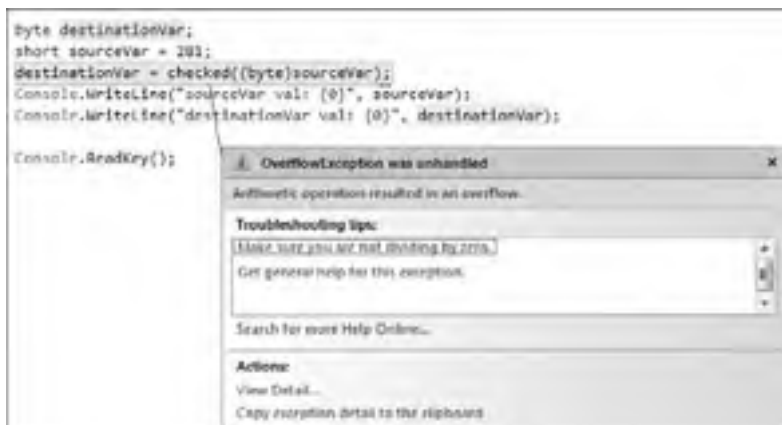 byte destinationVar;
short sourceVar = 281;
destinationVar = checked((byte)sourceVar);
Console.WriteLine("sourceVar val: {0}", sourceVar);
Console.WriteLine("destinationVar val: {0}", destinationVar);
Console.ReadKey();
OverflowException was unhandled
Arithmetic operation resulted in an overflow.
Troubleshooting tips:
Make sure you are not dividing by zero.
Get general help for this exception.
Search for more Help Online...
Actions:
View Detail...
Copy exception detail to the clipboard